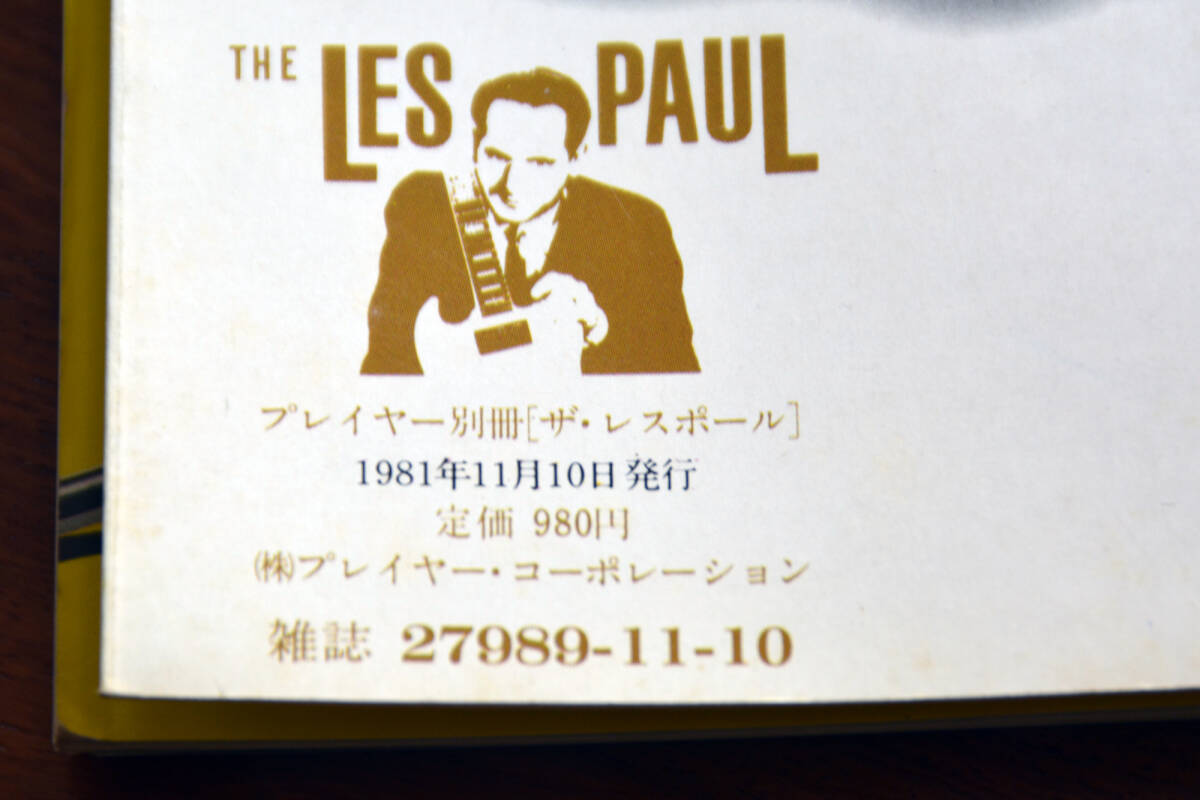 THE LES PAUL
プレイヤー別冊[ザ・レスポール]
1981年11月10日発行
定価 980円
㈱プレイヤー・コーポレーション
雑誌 27989-11-10